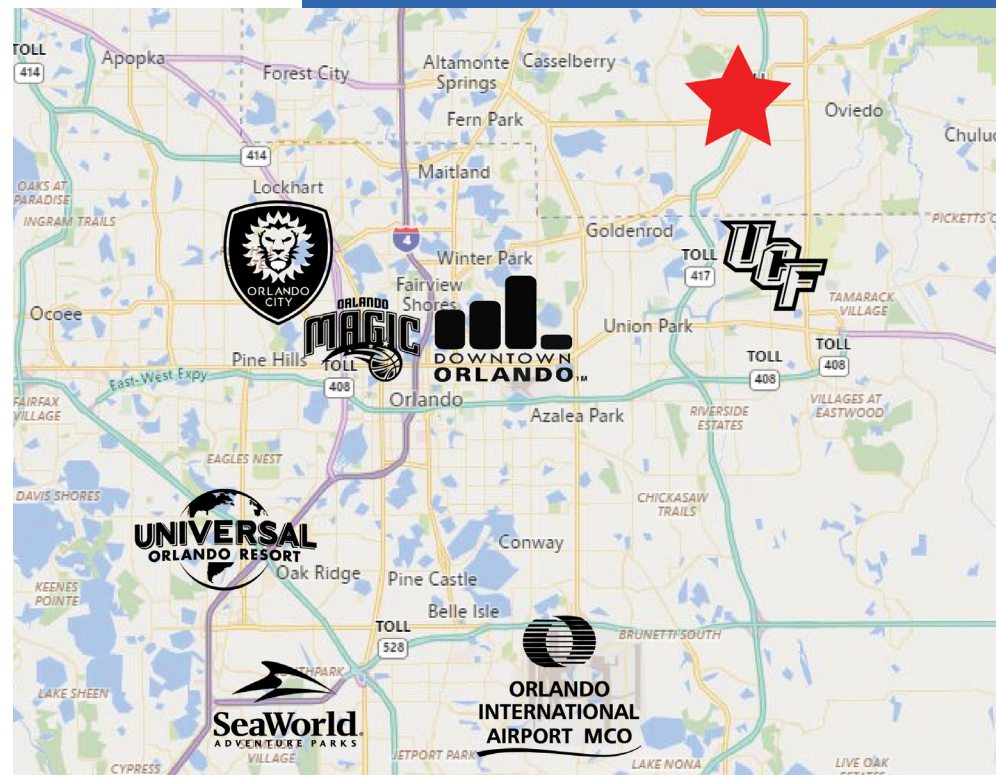 TOLL
414
Apopka
Forest City
Altamonte
Springs
Casselberry
Fern Park
Oviedo
414
Maitland
Lockhart
OAKS AT
PARADISE
INGRAM TRAILS
4
Goldenrod
ORLANDO
CITY
Winter Park
TOLL
417
UCF
Fairview
Shores
ORLANDO
MAGIC
TAMARACK
VILLAGE
Ocoee
Union Park
DOWNTOWN
ORLANDO™
Pine Hills
TOLL
408
TOLL
408
TOLL
408
East-West Expy
Orlando
FAIRFAX
VILLAGE
Azalea Park
RIVERSIDE
ESTATES
VILLAGES AT
EASTWOOD
EAGLES NEST
DAVIS SHORES
CHICKASAW
TRAILS
UNIVERSAL
ORLANDO RESORT
Conway
Oak Ridge
Pine Castle
KEENES
POINTE
Belle Isle
TOLL
528
BRUNETTI SOUTH
LAKE SHEEN
ORLANDO
INTERNATIONAL
AIRPORT MCO
SeaWorld
ADVENTURE PARKS
VILLAGE
JETPORT PARK
CYPRESS
LAKE NONA
LIVE OAK